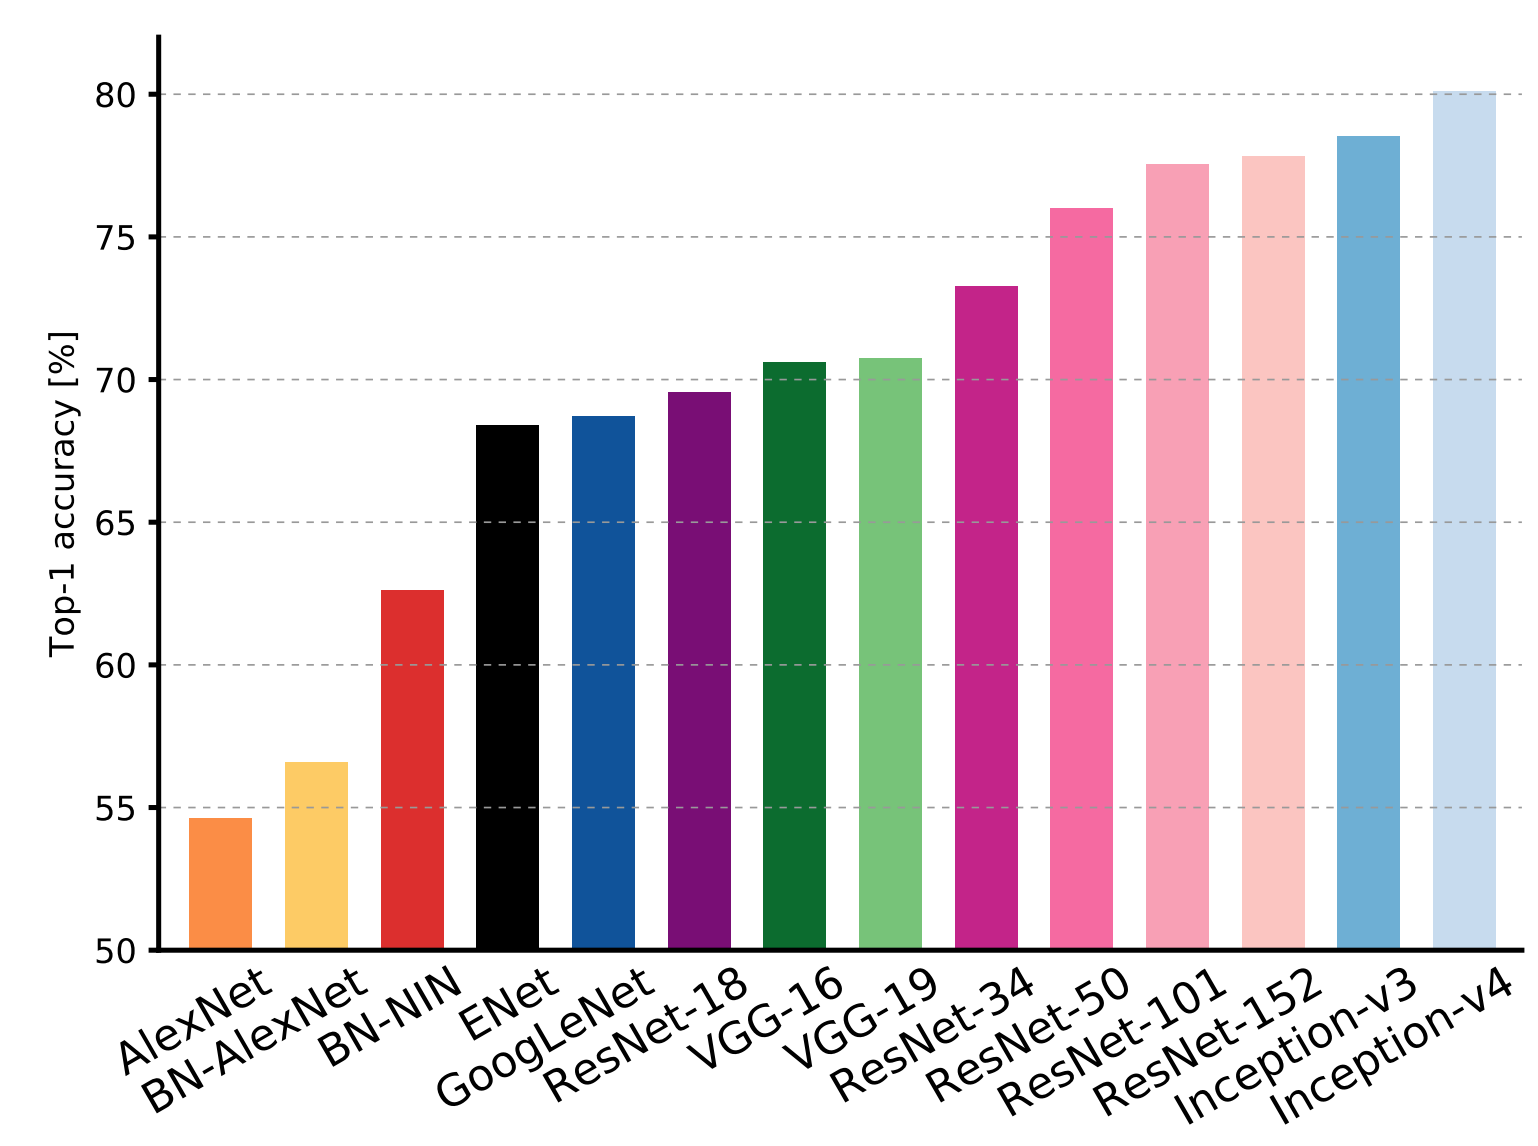 80
75
70
65
60
55
50
Top-1 accuracy [%]
AlexNet
BN-AlexNet
BN-NIN
ENet
GoogLeNet
ResNet-18
VGG-16
VGG-19
ResNet-34
ResNet-50
ResNet-101
ResNet-152
Inception-v3
Inception-v4